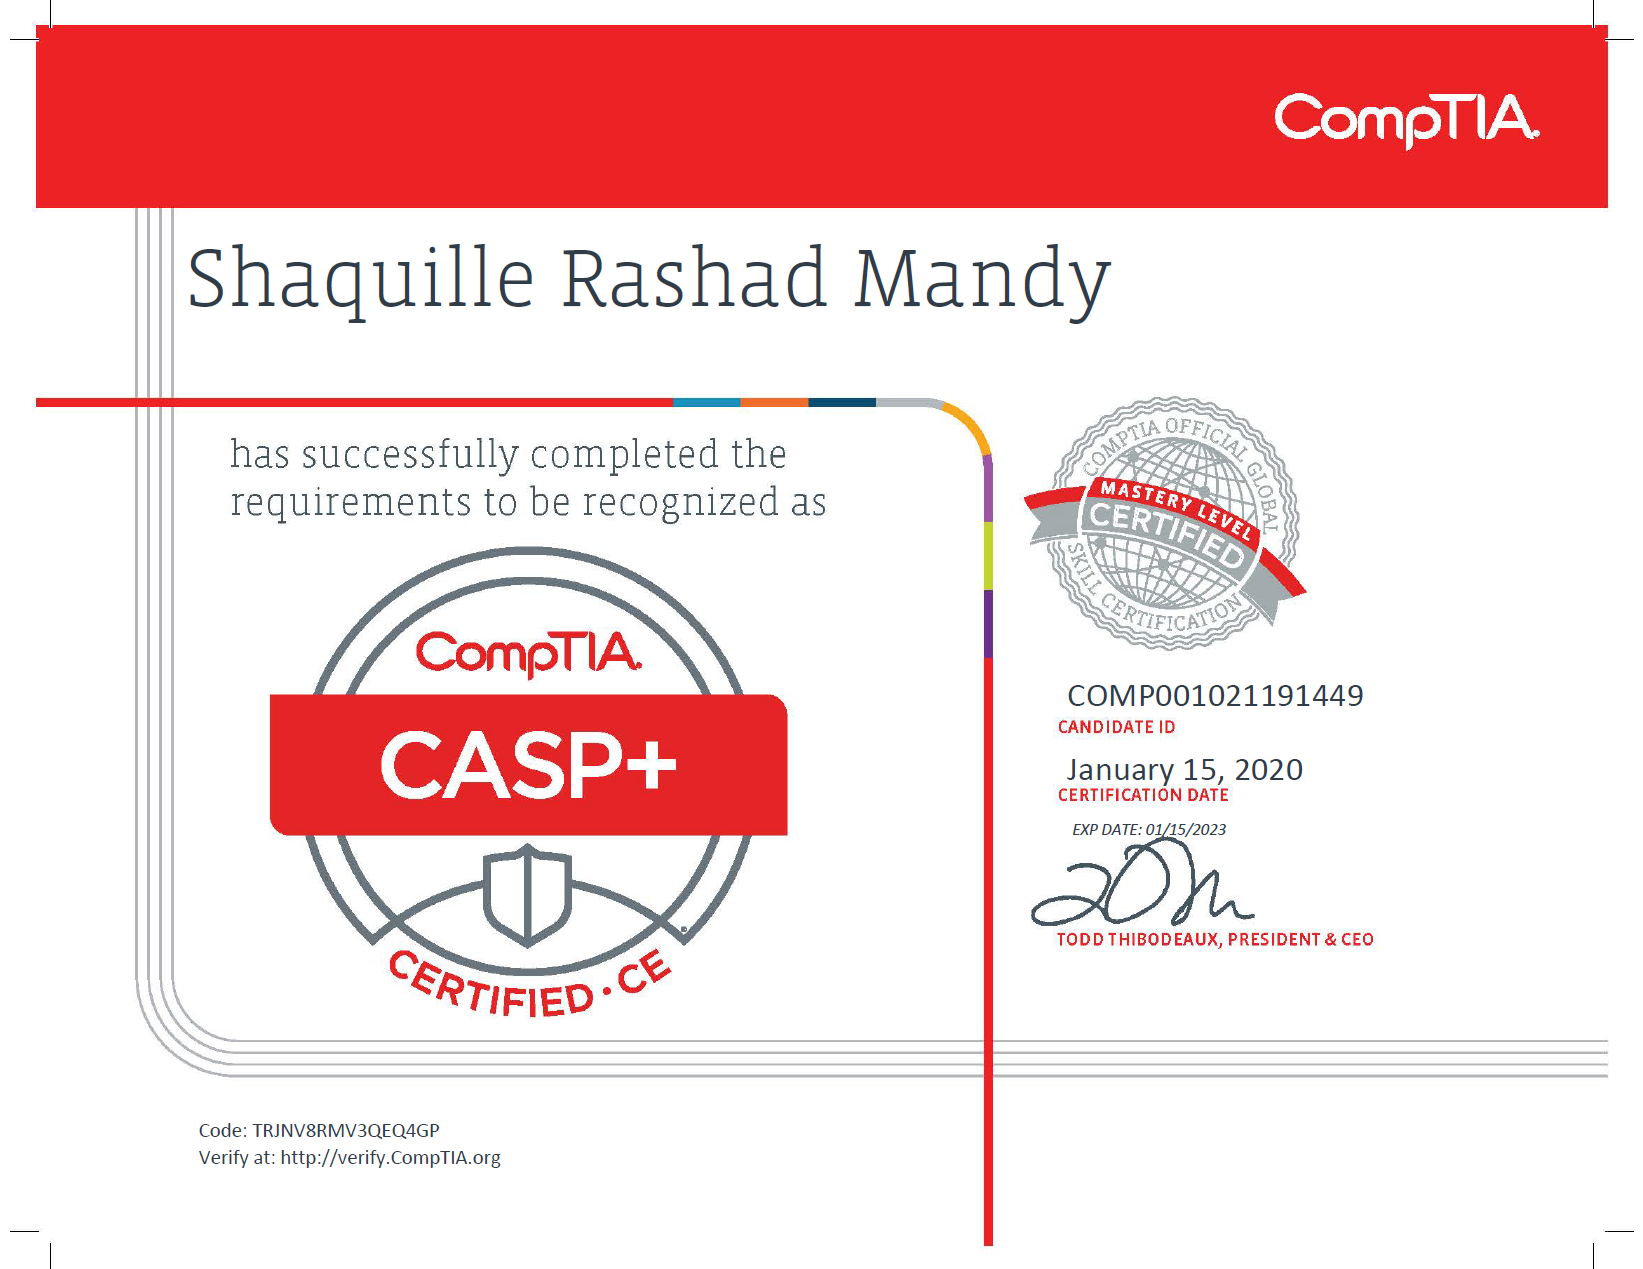 CompTIA.
Shaquille Rashad Mandy
has successfully completed the
requirements to be recognized as
CompTIA.
CASP+
CERTIFIED · CE
COMPTIA OFFICIAL GLOBAL
MASTERY LEVEL
CERTIFIED
SKILL CERTIFICATION
COMP001021191449
CANDIDATE ID
January 15, 2020
CERTIFICATION DATE
EXP DATE: 01/15/2023
TODD THIBODEAUX, PRESIDENT & CEO
Code: TRJNV8RMV3QEQ4GP
Verify at: http://verify.CompTIA.org